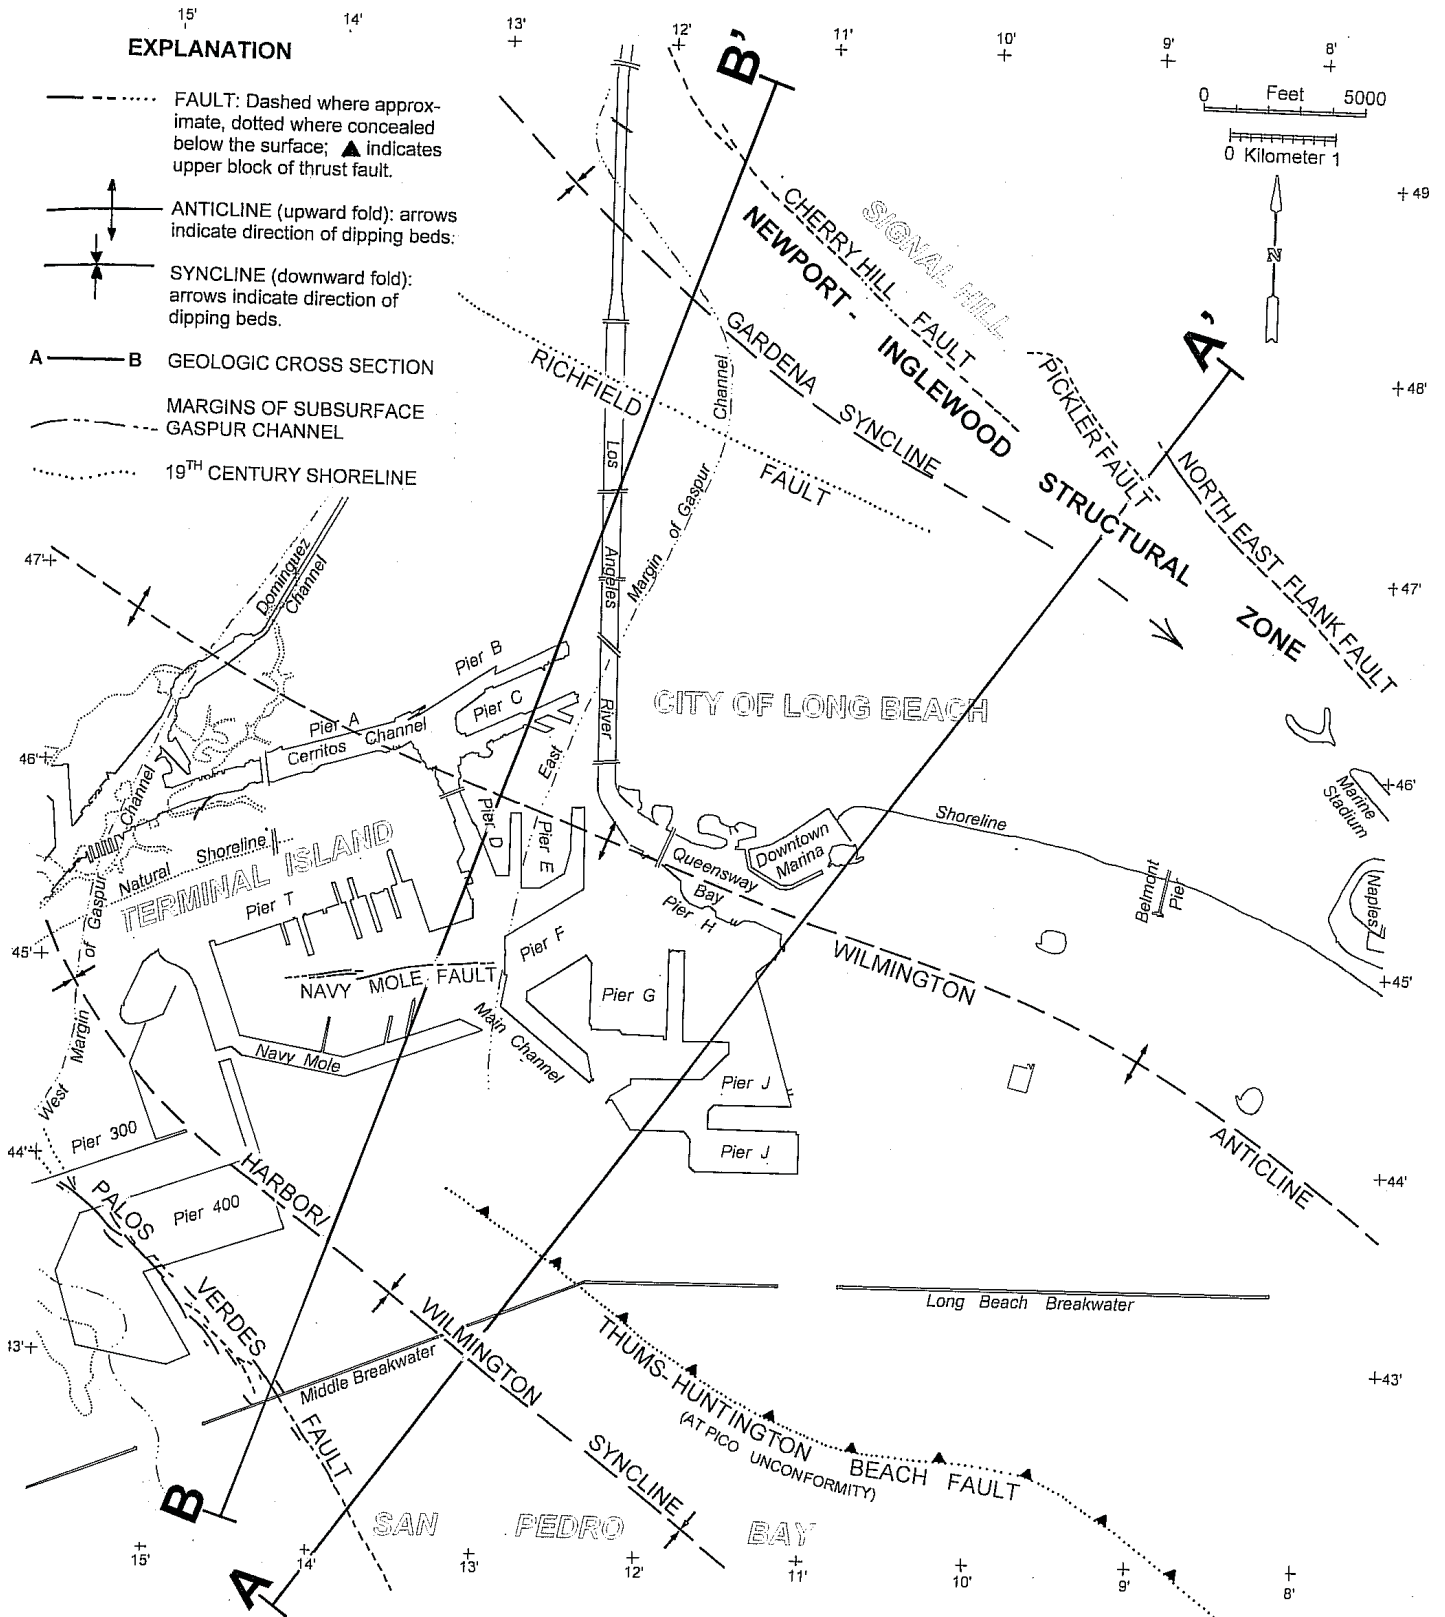 15'
14'
13'
12'
11'
10'
9'
8'
EXPLANATION
FAULT: Dashed where approx-
imate, dotted where concealed
below the surface; ▲ indicates
upper block of thrust fault.
ANTICLINE (upward fold): arrows
indicate direction of dipping beds.
SYNCLINE (downward fold):
arrows indicate direction of
dipping beds.
A B GEOLOGIC CROSS SECTION
MARGINS OF SUBSURFACE
GASPUR CHANNEL
19TH CENTURY SHORELINE
0 Feet 5000
0 Kilometer 1
N
B'
A'
49
48'
47'
47'
46'
46'
45'
45'
44'
44'
43'
43'
SIGNAL HILL
CHERRY HILL FAULT
NEWPORT - INGLEWOOD STRUCTURAL ZONE
PICKLER FAULT
NORTH EAST FLANK FAULT
GARDENA SYNCLINE
RICHFIELD FAULT
Los Angeles River
Channel
Margin of Gaspur
East
Dominguez
Channel
Pier B
Pier C
Pier A
Cerritos Channel
CITY OF LONG BEACH
Pier D
Pier E
Channel
of Gaspur
Margin
West
Natural Shoreline
TERMINAL ISLAND
Pier T
Queensway
Bay
Downtown
Marina
Shoreline
Belmont
Pier
Marine
Stadium
Naples
Pier H
Pier F
Pier G
NAVY MOLE FAULT
Navy Mole
Main Channel
Pier J
Pier J
WILMINGTON
ANTICLINE
Pier 300
Pier 400
PALOS VERDES FAULT
HARBOR/
WILMINGTON
SYNCLINE
Middle Breakwater
Long Beach Breakwater
THUMS-HUNTINGTON BEACH FAULT
(AT PICO UNCONFORMITY)
SAN PEDRO BAY
B
A
15'
14'
13'
12'
11'
10'
9'
8'